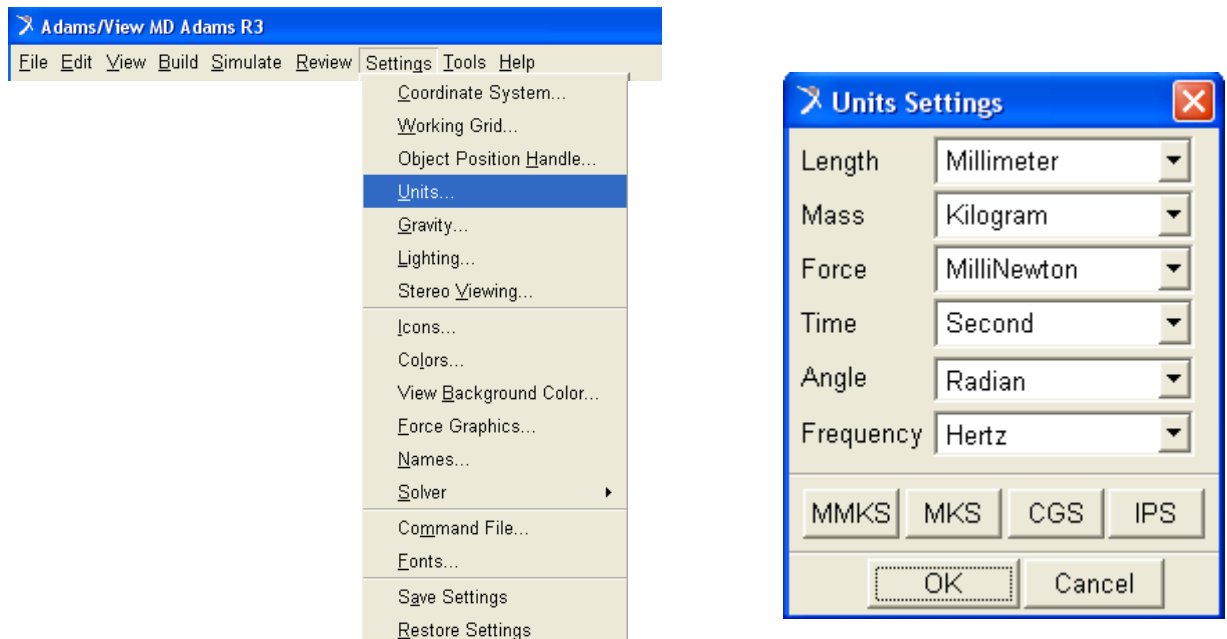 Adams/View MD Adams R3
File Edit View Build Simulate Review Settings Tools Help
Coordinate System...
Working Grid...
Object Position Handle...
Units...
Gravity...
Lighting...
Stereo Viewing...
Icons...
Colors...
View Background Color...
Force Graphics...
Names...
Solver
Command File...
Fonts...
Save Settings
Restore Settings
Units Settings
Length Millimeter
Mass Kilogram
Force MilliNewton
Time Second
Angle Radian
Frequency Hertz
MMKS MKS CGS IPS
OK Cancel